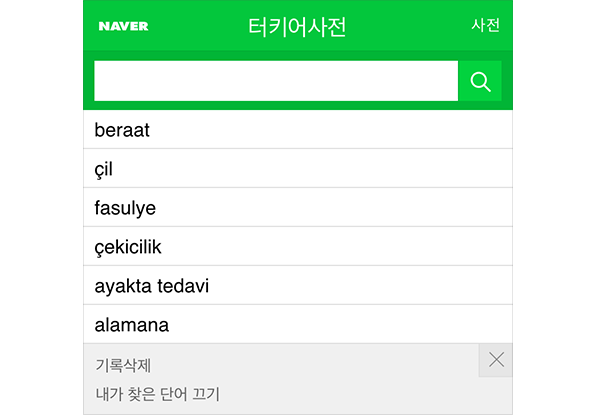 NAVER 터키어사전 사전
beraat
çil
fasulye
çekicilik
ayakta tedavi
alamana
기록삭제
내가 찾은 단어 끄기